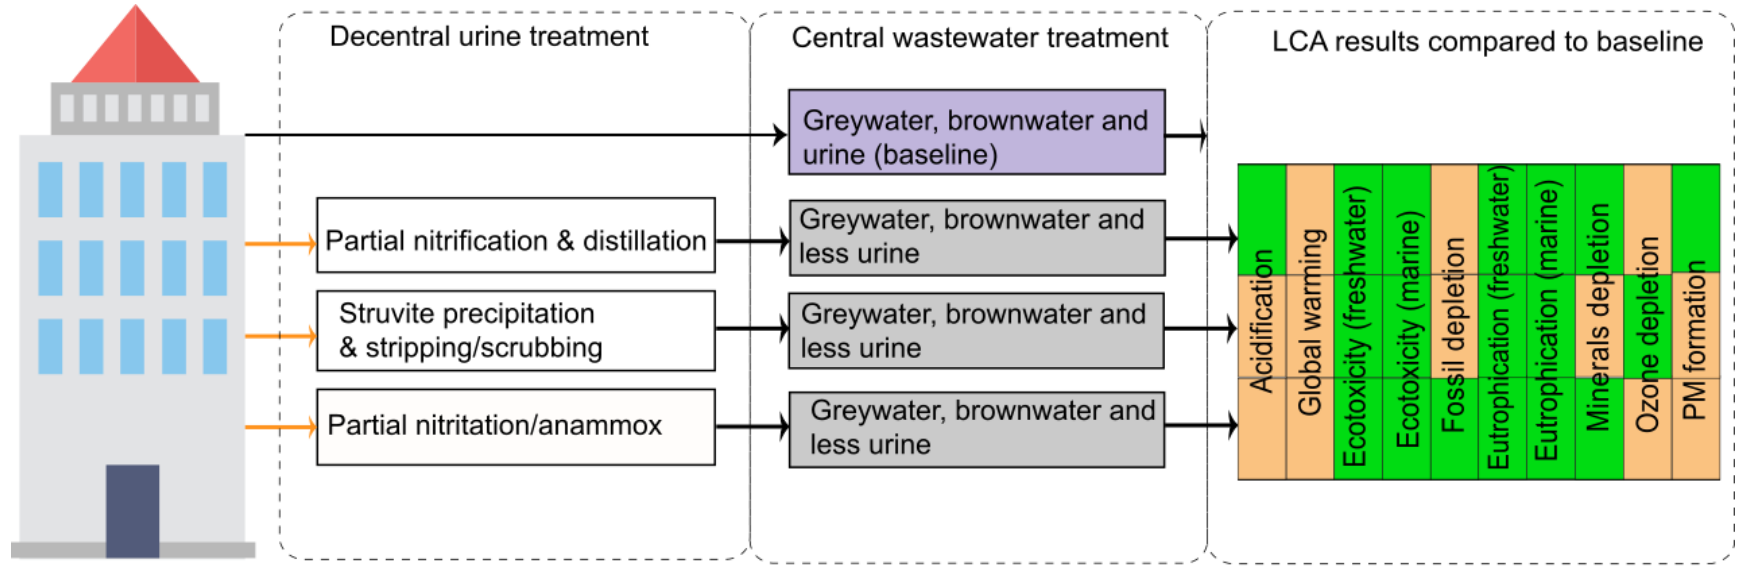 Decentral urine treatment
Central wastewater treatment
LCA results compared to baseline
Greywater, brownwater and
urine (baseline)
Partial nitrification & distillation
Greywater, brownwater and
less urine
Struvite precipitation
& stripping/scrubbing
Greywater, brownwater and
less urine
Partial nitritation/anammox
Greywater, brownwater and
less urine
Acidification
Global warming
Ecotoxicity (freshwater)
Ecotoxicity (marine)
Fossil depletion
Eutrophication (freshwater)
Eutrophication (marine)
Minerals depletion
Ozone depletion
PM formation